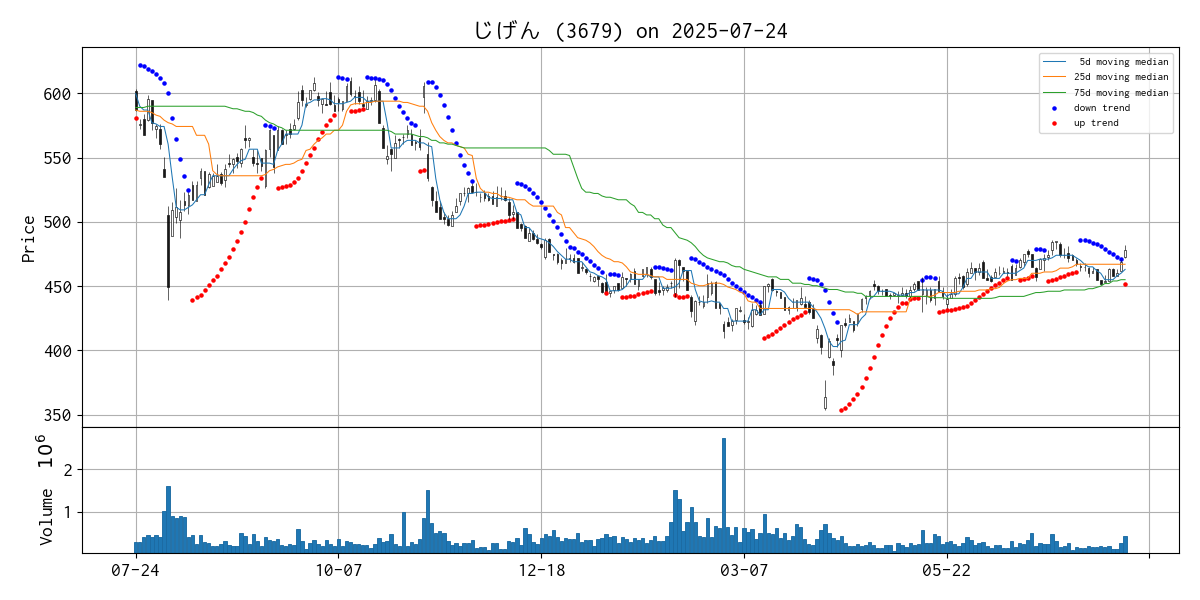 じげん (3679) on 2025-07-24
5d moving median
25d moving median
75d moving median
down trend
up trend
Price
600
550
500
450
400
350
Volume 10^6
2
1
07-24 10-07 12-18 03-07 05-22